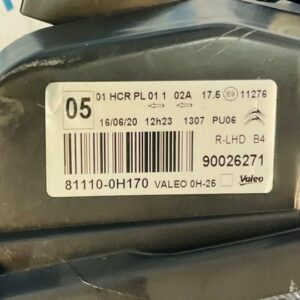 05 01 HCR PL 01 1 02A 17.5 E9 11276
16/06/20 12h23 1307 PU06
R-LHD B4
90026271
81110-0H170 VALEO 0H-25 Valeo